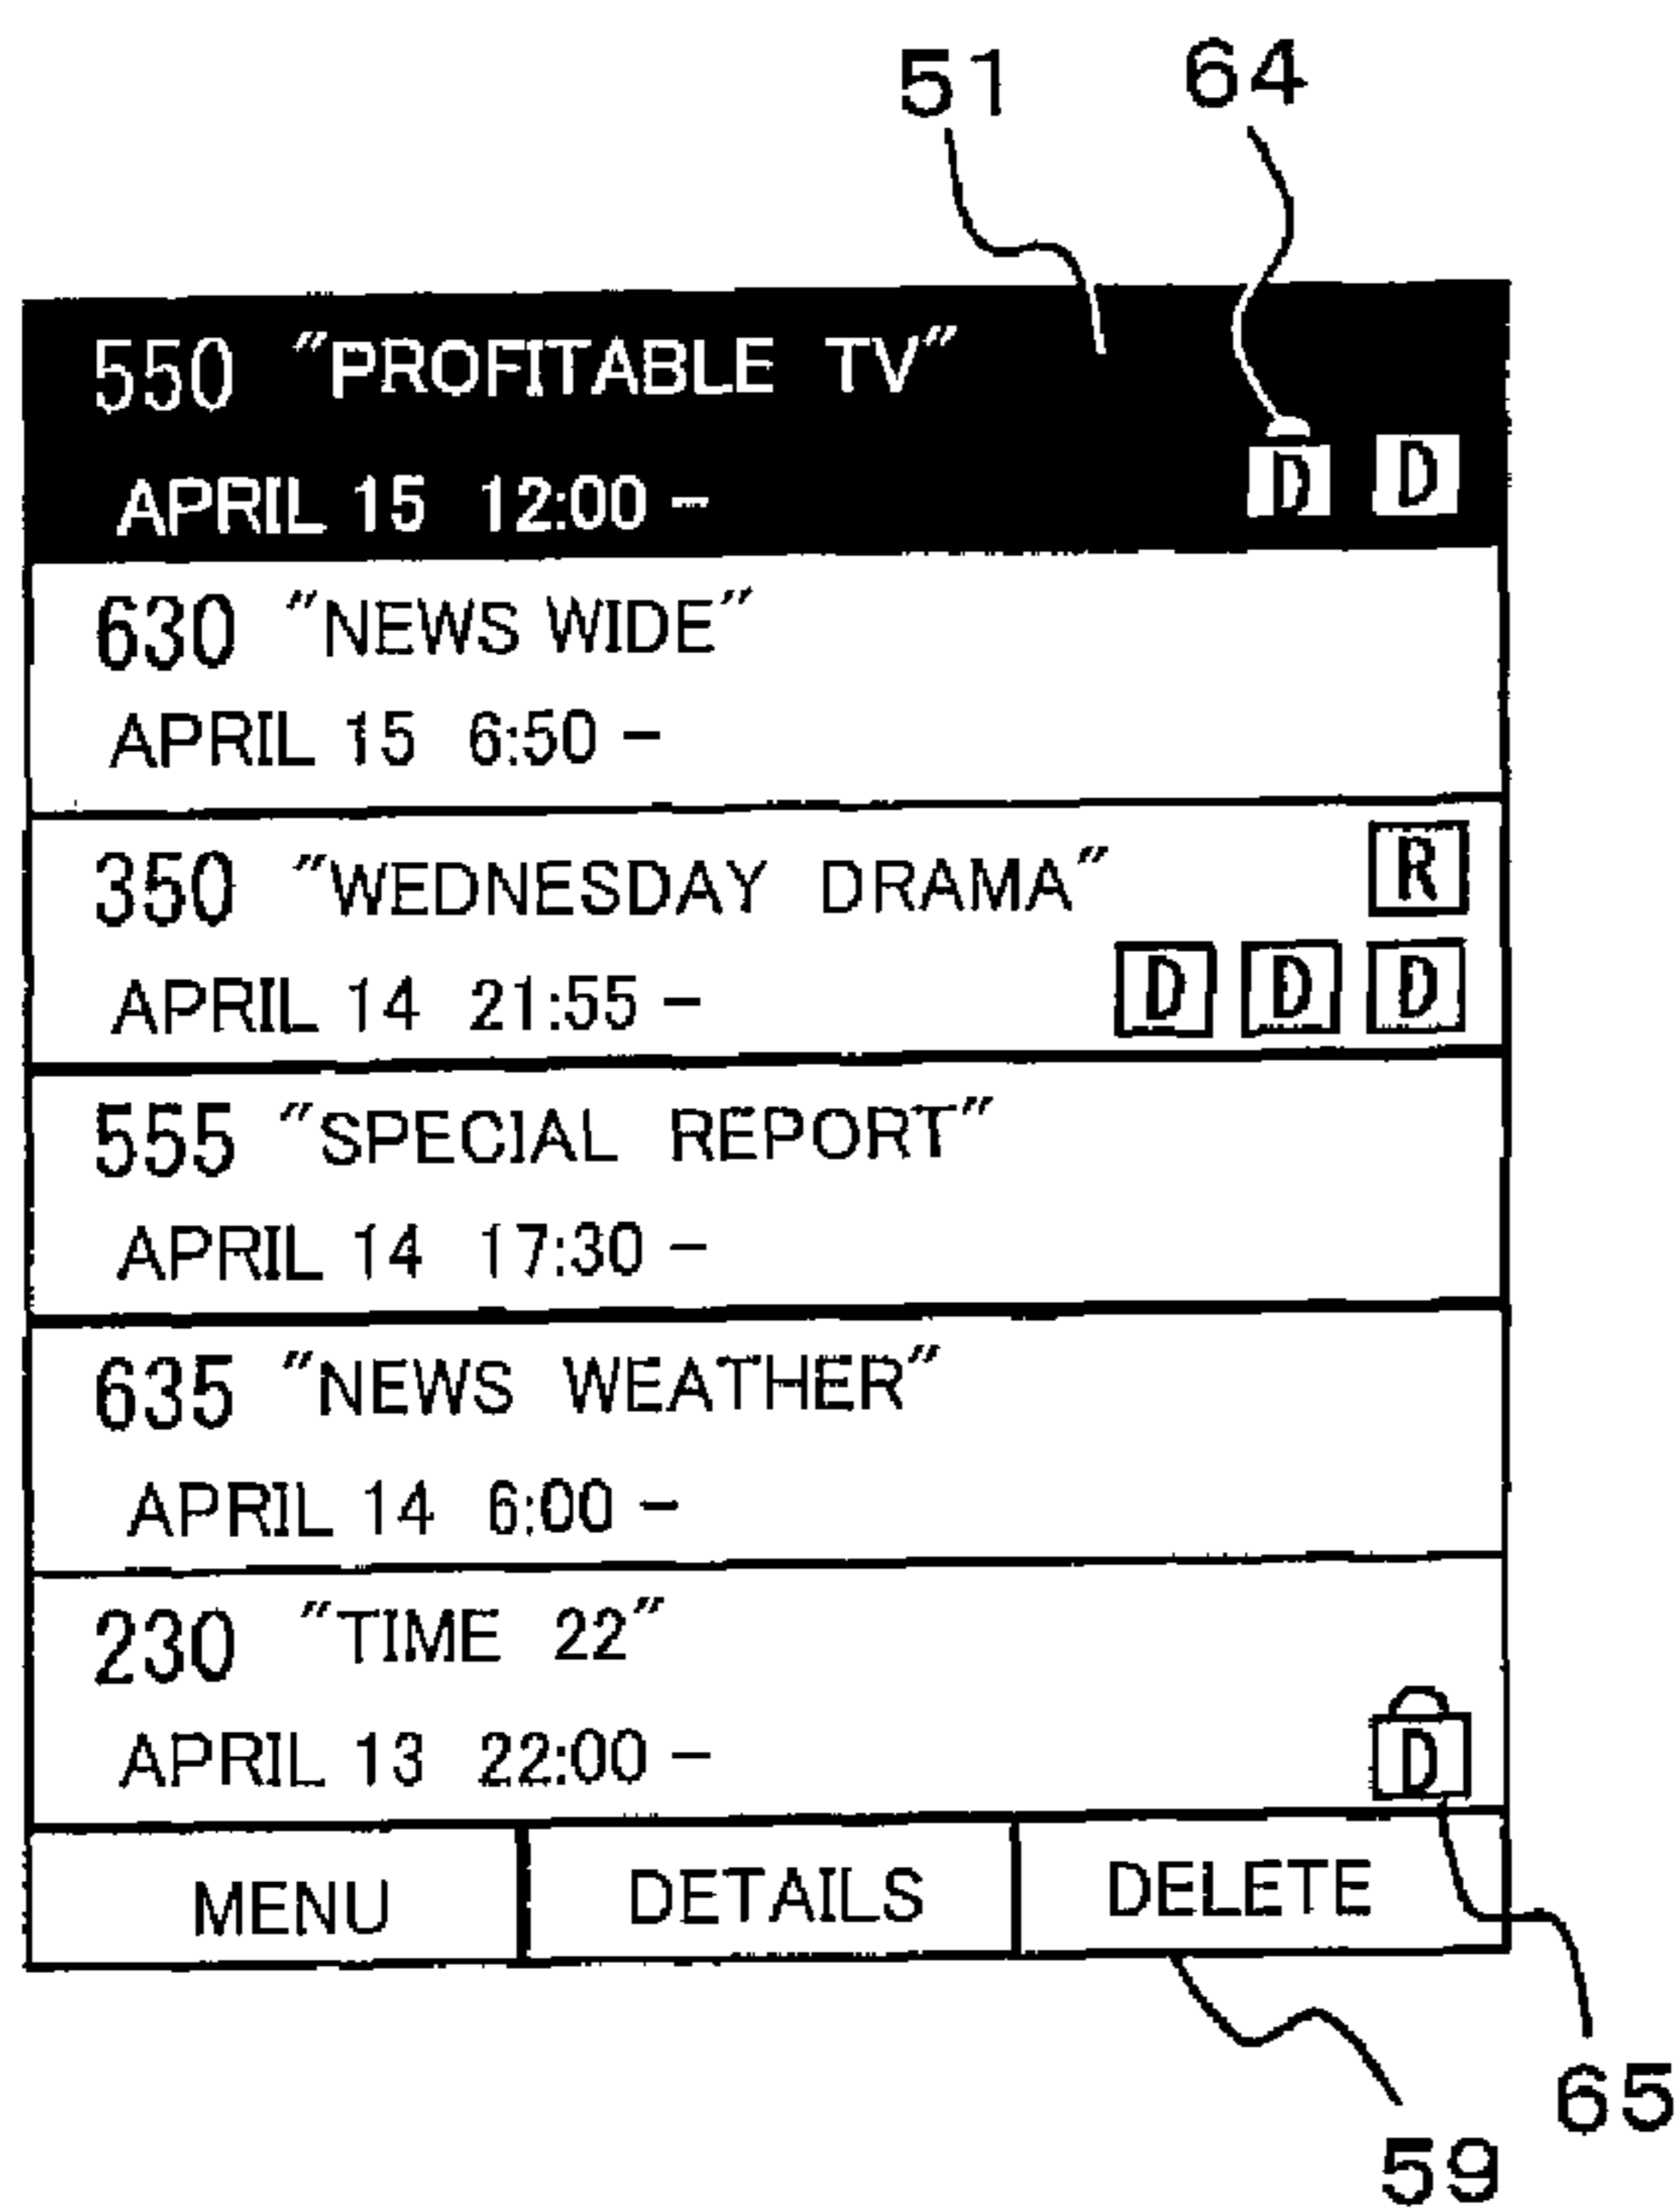 51 64
550 "PROFITABLE TV"
APRIL 15 12:00 – D D
630 "NEWS WIDE"
APRIL 15 6:50 –
350 "WEDNESDAY DRAMA" R
APRIL 14 21:55 – D D D
555 "SPECIAL REPORT"
APRIL 14 17:30 –
635 "NEWS WEATHER"
APRIL 14 6:00 –
230 "TIME 22"
APRIL 13 22:00 – D
MENU DETAILS DELETE
65
59